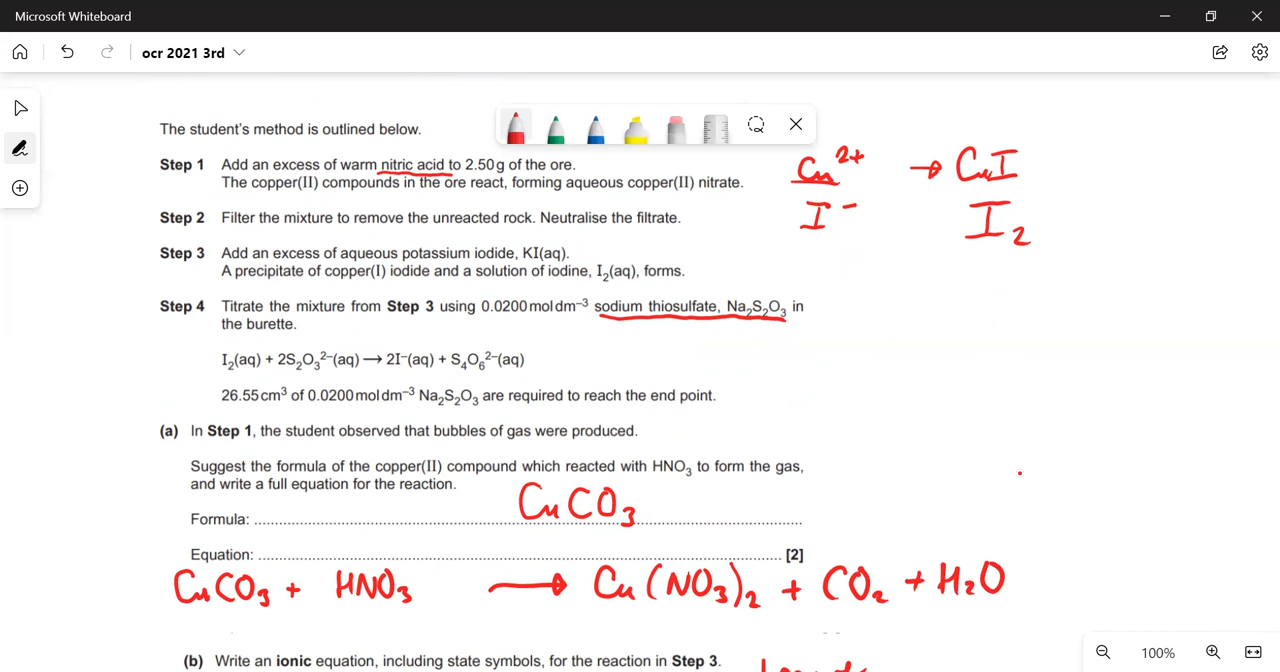 Microsoft Whiteboard
ocr 2021 3rd
The student's method is outlined below.
Step 1 Add an excess of warm nitric acid to 2.50 g of the ore.
The copper(II) compounds in the ore react, forming aqueous copper(II) nitrate.
Cu²⁺ → CuI
I⁻ I₂
Step 2 Filter the mixture to remove the unreacted rock. Neutralise the filtrate.
Step 3 Add an excess of aqueous potassium iodide, KI(aq).
A precipitate of copper(I) iodide and a solution of iodine, I₂(aq), forms.
Step 4 Titrate the mixture from Step 3 using 0.0200 mol dm⁻³ sodium thiosulfate, Na₂S₂O₃ in
the burette.
I₂(aq) + 2S₂O₃²⁻(aq) → 2I⁻(aq) + S₄O₆²⁻(aq)
26.55 cm³ of 0.0200 mol dm⁻³ Na₂S₂O₃ are required to reach the end point.
(a) In Step 1, the student observed that bubbles of gas were produced.
Suggest the formula of the copper(II) compound which reacted with HNO₃ to form the gas,
and write a full equation for the reaction.
Formula: CuCO₃
Equation: [2]
CuCO₃ + HNO₃ → Cu(NO₃)₂ + CO₂ + H₂O
(b) Write an ionic equation, including state symbols, for the reaction in Step 3.
100%